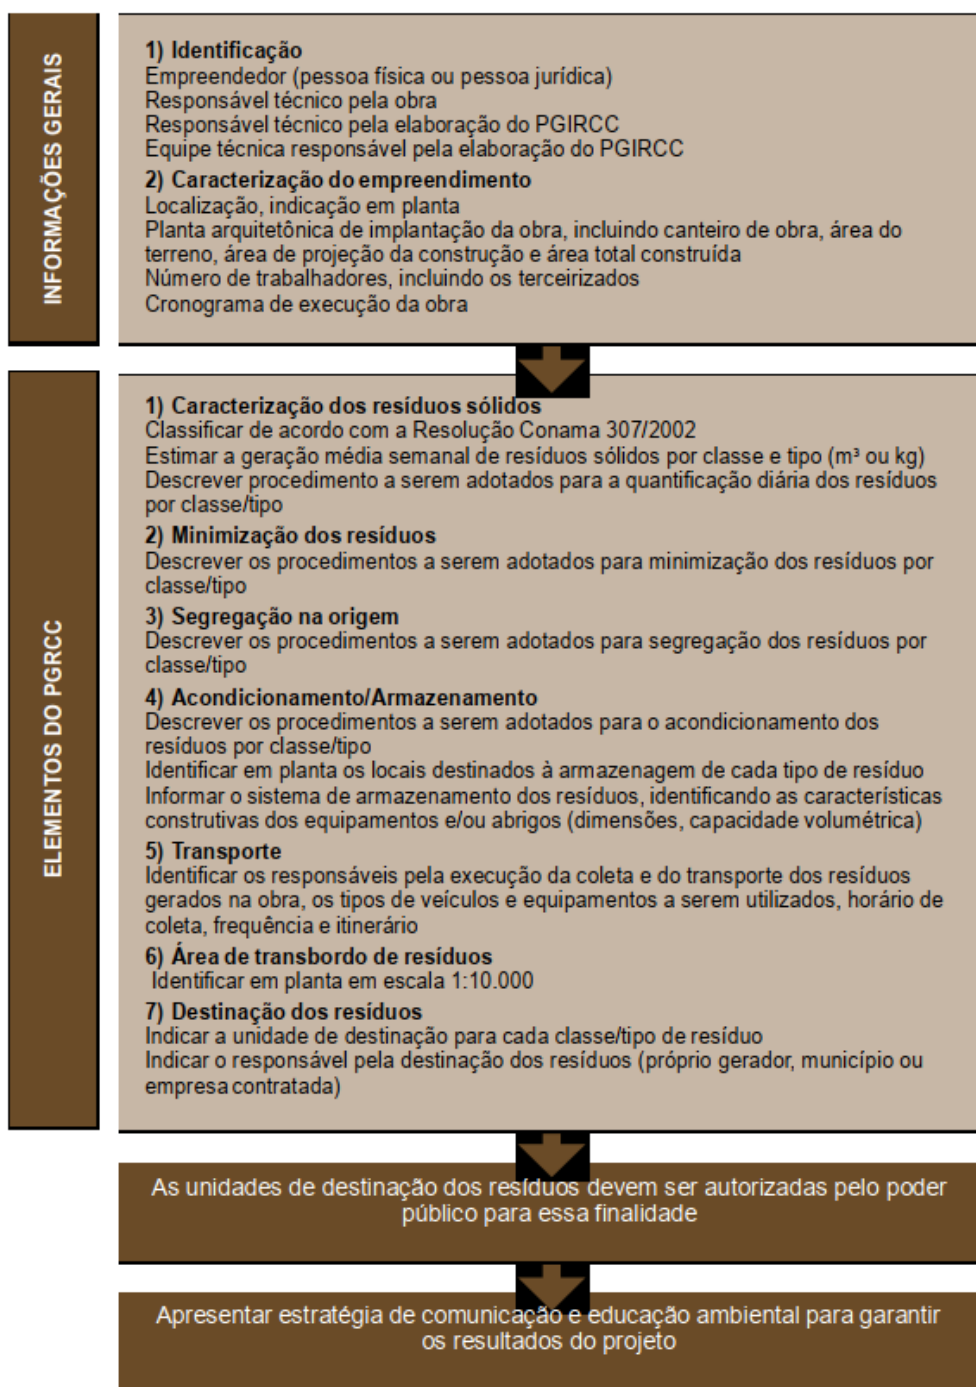 INFORMAÇÕES GERAIS
1) Identificação
Empreendedor (pessoa física ou pessoa jurídica)
Responsável técnico pela obra
Responsável técnico pela elaboração do PGIRCC
Equipe técnica responsável pela elaboração do PGIRCC
2) Caracterização do empreendimento
Localização, indicação em planta
Planta arquitetônica de implantação da obra, incluindo canteiro de obra, área do
terreno, área de projeção da construção e área total construída
Número de trabalhadores, incluindo os terceirizados
Cronograma de execução da obra
ELEMENTOS DO PGRCC
1) Caracterização dos resíduos sólidos
Classificar de acordo com a Resolução Conama 307/2002
Estimar a geração média semanal de resíduos sólidos por classe e tipo (m³ ou kg)
Descrever procedimento a serem adotados para a quantificação diária dos resíduos
por classe/tipo
2) Minimização dos resíduos
Descrever os procedimentos a serem adotados para minimização dos resíduos por
classe/tipo
3) Segregação na origem
Descrever os procedimentos a serem adotados para segregação dos resíduos por
classe/tipo
4) Acondicionamento/Armazenamento
Descrever os procedimentos a serem adotados para o acondicionamento dos
resíduos por classe/tipo
Identificar em planta os locais destinados à armazenagem de cada tipo de resíduo
Informar o sistema de armazenamento dos resíduos, identificando as características
construtivas dos equipamentos e/ou abrigos (dimensões, capacidade volumétrica)
5) Transporte
Identificar os responsáveis pela execução da coleta e do transporte dos resíduos
gerados na obra, os tipos de veículos e equipamentos a serem utilizados, horário de
coleta, frequência e itinerário
6) Área de transbordo de resíduos
Identificar em planta em escala 1:10.000
7) Destinação dos resíduos
Indicar a unidade de destinação para cada classe/tipo de resíduo
Indicar o responsável pela destinação dos resíduos (próprio gerador, município ou
empresa contratada)
As unidades de destinação dos resíduos devem ser autorizadas pelo poder
público para essa finalidade
Apresentar estratégia de comunicação e educação ambiental para garantir
os resultados do projeto